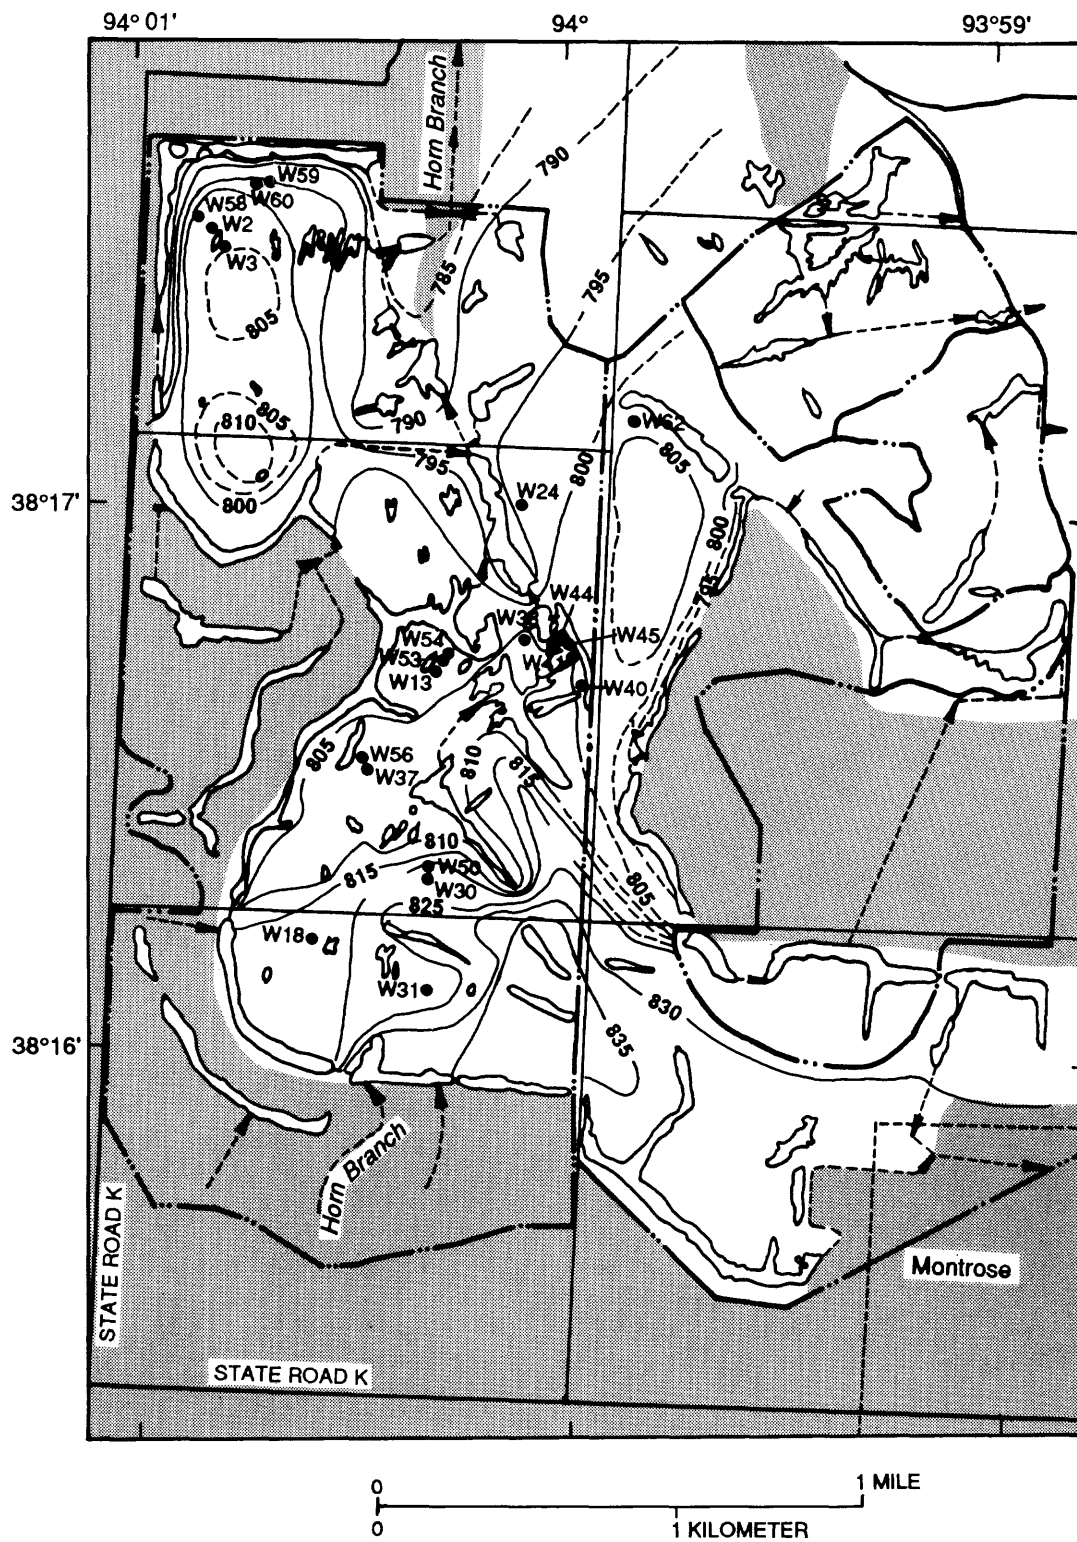 94° 01'
94°
93°59'
Horn Branch
790
W59
W60
W58
W2
W3
785
795
805
805
810
790
W62
795
800
805
38°17'
W24
800
800
795
W44
W54
W45
W53
W13
W40
805
W56
W37
810
815
810
815
W50
W30
805
825
W18
W31
830
835
38°16'
Horn Branch
STATE ROAD K
Montrose
STATE ROAD K
0
1 MILE
0
1 KILOMETER